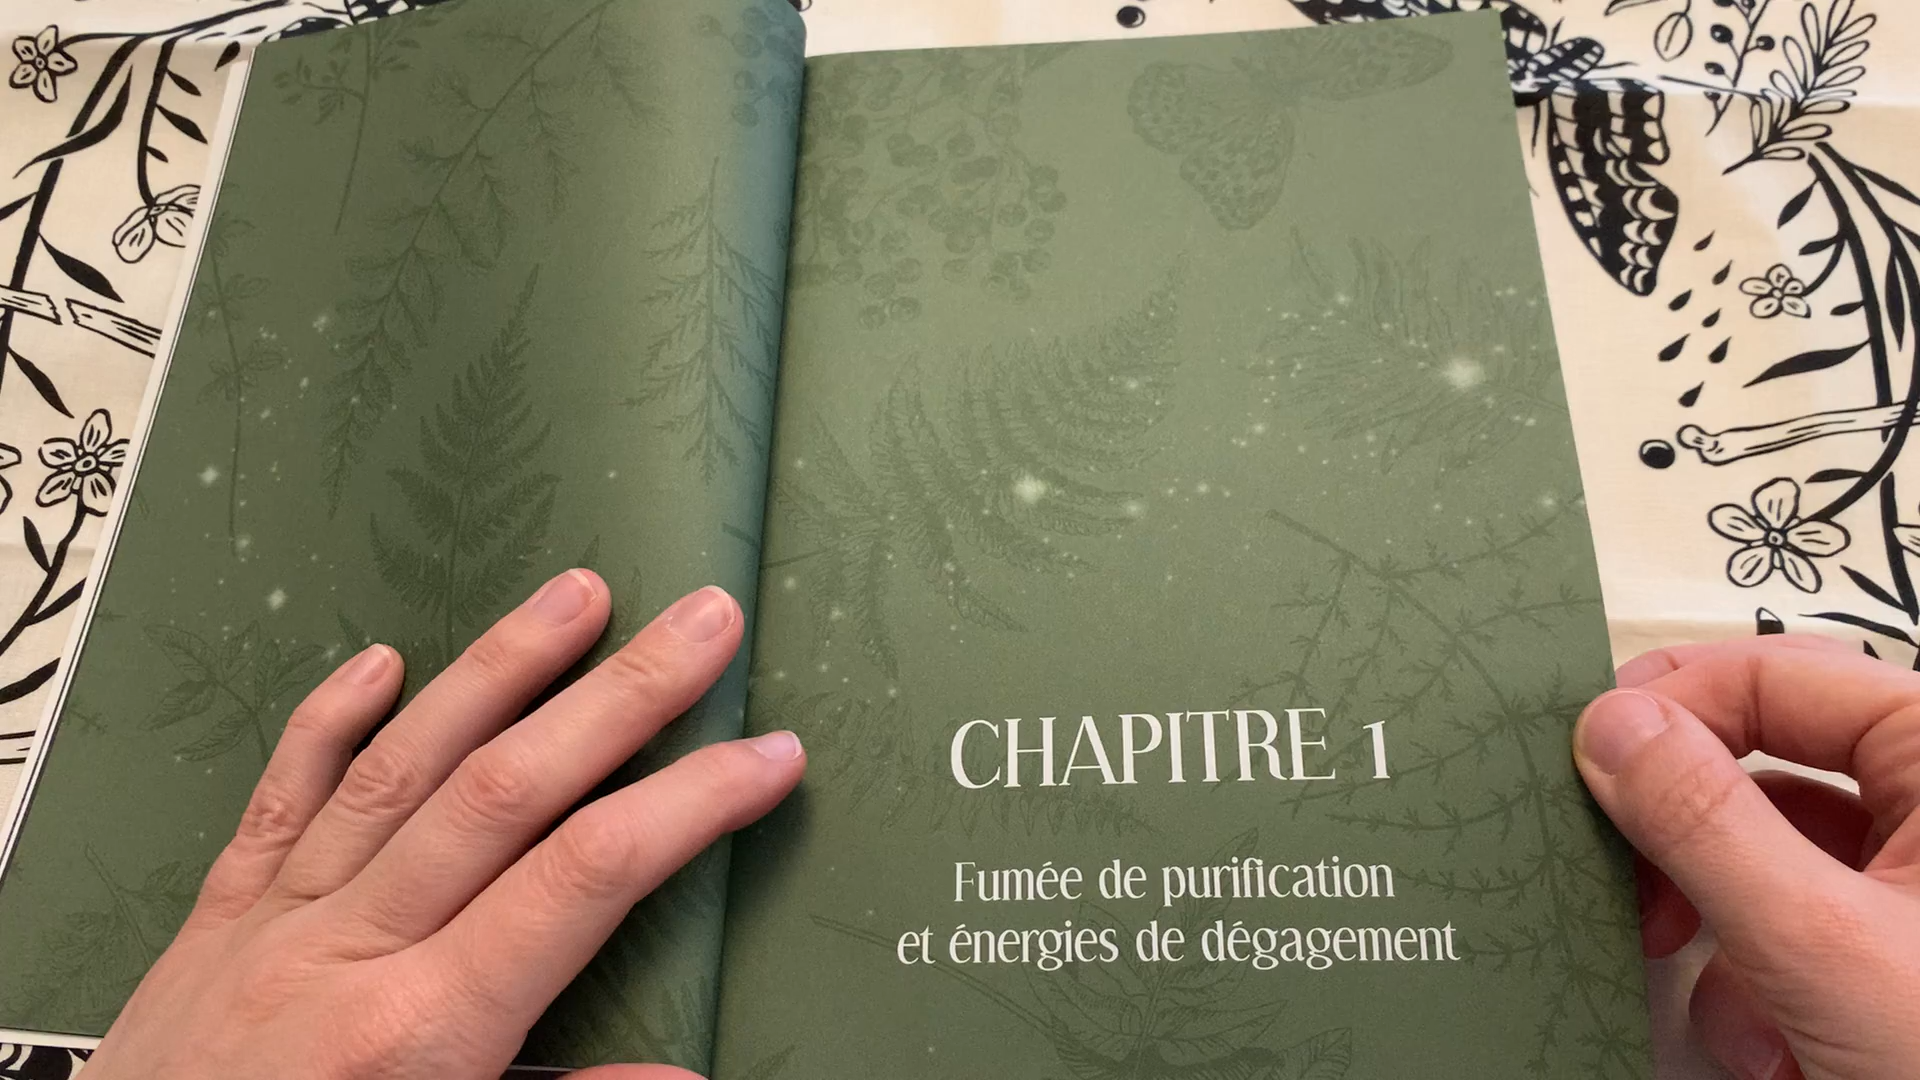 CHAPITRE 1
Fumée de purification
et énergies de dégagement